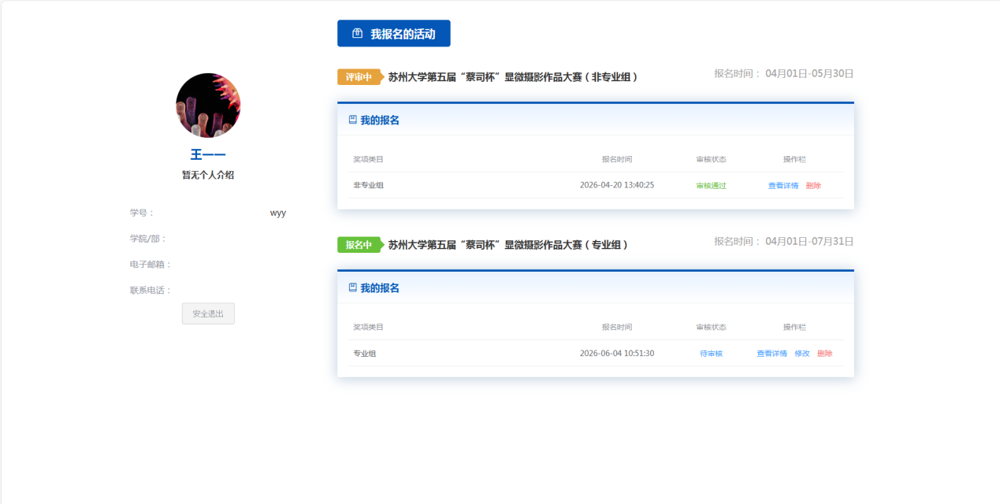 我报名的活动
评审中 苏州大学第五届“蔡司杯”显微摄影作品大赛（非专业组） 报名时间： 04月01日-05月30日
我的报名
奖项类目 报名时间 审核状态 操作栏
非专业组 2026-04-20 13:40:25 审核通过 查看详情 删除
报名中 苏州大学第五届“蔡司杯”显微摄影作品大赛（专业组） 报名时间： 04月01日-07月31日
我的报名
奖项类目 报名时间 审核状态 操作栏
专业组 2026-06-04 10:51:30 待审核 查看详情 修改 删除
王一一
暂无个人介绍
学号： wyy
学院/部：
电子邮箱：
联系电话：
安全退出